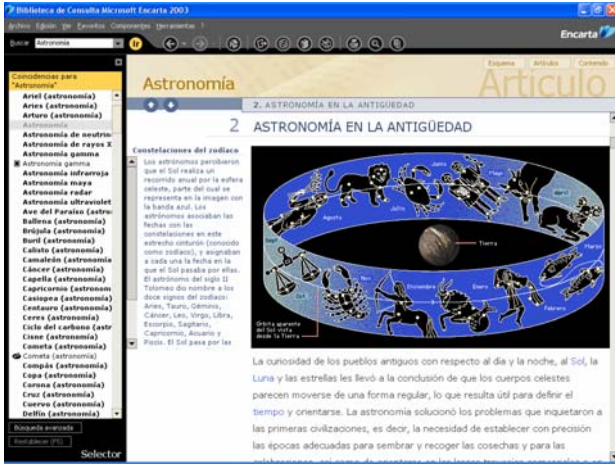 Biblioteca de Consulta Microsoft Encarta 2003
Archivo Edición Ver Favoritos Componentes Herramientas ?
Buscar Astronomía Ir
Encarta
Esquema Artículos Contenido
Artículo
Astronomía
Coincidencias para
"Astronomía"
Ariel (astronomía)
Aries (astronomía)
Arturo (astronomía)
Astronomía
Astronomía de neutrin
Astronomía de rayos X
Astronomía gamma
Astronomía gamma
Astronomía infrarroja
Astronomía maya
Astronomía radar
Astronomía ultraviolet
Ave del Paraíso (astro
Ballena (astronomía)
Brújula (astronomía)
Buril (astronomía)
Calisto (astronomía)
Camaleón (astronomía
Cáncer (astronomía)
Capella (astronomía)
Capricornio (astronom
Casiopea (astronomía)
Centauro (astronomía)
Ceres (astronomía)
Ciclo del carbono (astr
Cisne (astronomía)
Cometa (astronomía)
Cometa (astronomía)
Compás (astronomía)
Copa (astronomía)
Corona (astronomía)
Cruz (astronomía)
Cuervo (astronomía)
Delfín (astronomía)
Búsqueda avanzada
Restablecer (F5)
Selector
2. ASTRONOMÍA EN LA ANTIGÜEDAD
2 ASTRONOMÍA EN LA ANTIGÜEDAD
Constelaciones del zodíaco
Los astrónomos percibieron
que el Sol realiza un
recorrido anual por la esfera
celeste, parte del cual se
representa en la imagen con
la banda azul. Los
astrónomos asociaban las
fechas con las
constelaciones en este
estrecho cinturón (conocido
como zodíaco), y asignaban
a cada una la fecha en la
que el Sol pasaba por ellas.
El astrónomo del siglo II
Tolomeo dio nombre a los
doce signos del zodíaco:
Aries, Tauro, Géminis,
Cáncer, Leo, Virgo, Libra,
Escorpio, Sagitario,
Capricornio, Acuario y
Piscis. El Sol pasa por las
Junio
Mayo
Julio
Abril
Agosto
Marzo
Tierra
Sept.
Oct.
Nov.
Diciembre
Enero
Febrero
Órbita aparente
del Sol vista
desde la Tierra
La curiosidad de los pueblos antiguos con respecto al día y la noche, al Sol, la
Luna y las estrellas les llevó a la conclusión de que los cuerpos celestes
parecen moverse de una forma regular, lo que resulta útil para definir el
tiempo y orientarse. La astronomía solucionó los problemas que inquietaron a
las primeras civilizaciones, es decir, la necesidad de establecer con precisión
las épocas adecuadas para sembrar y recoger las cosechas y para las